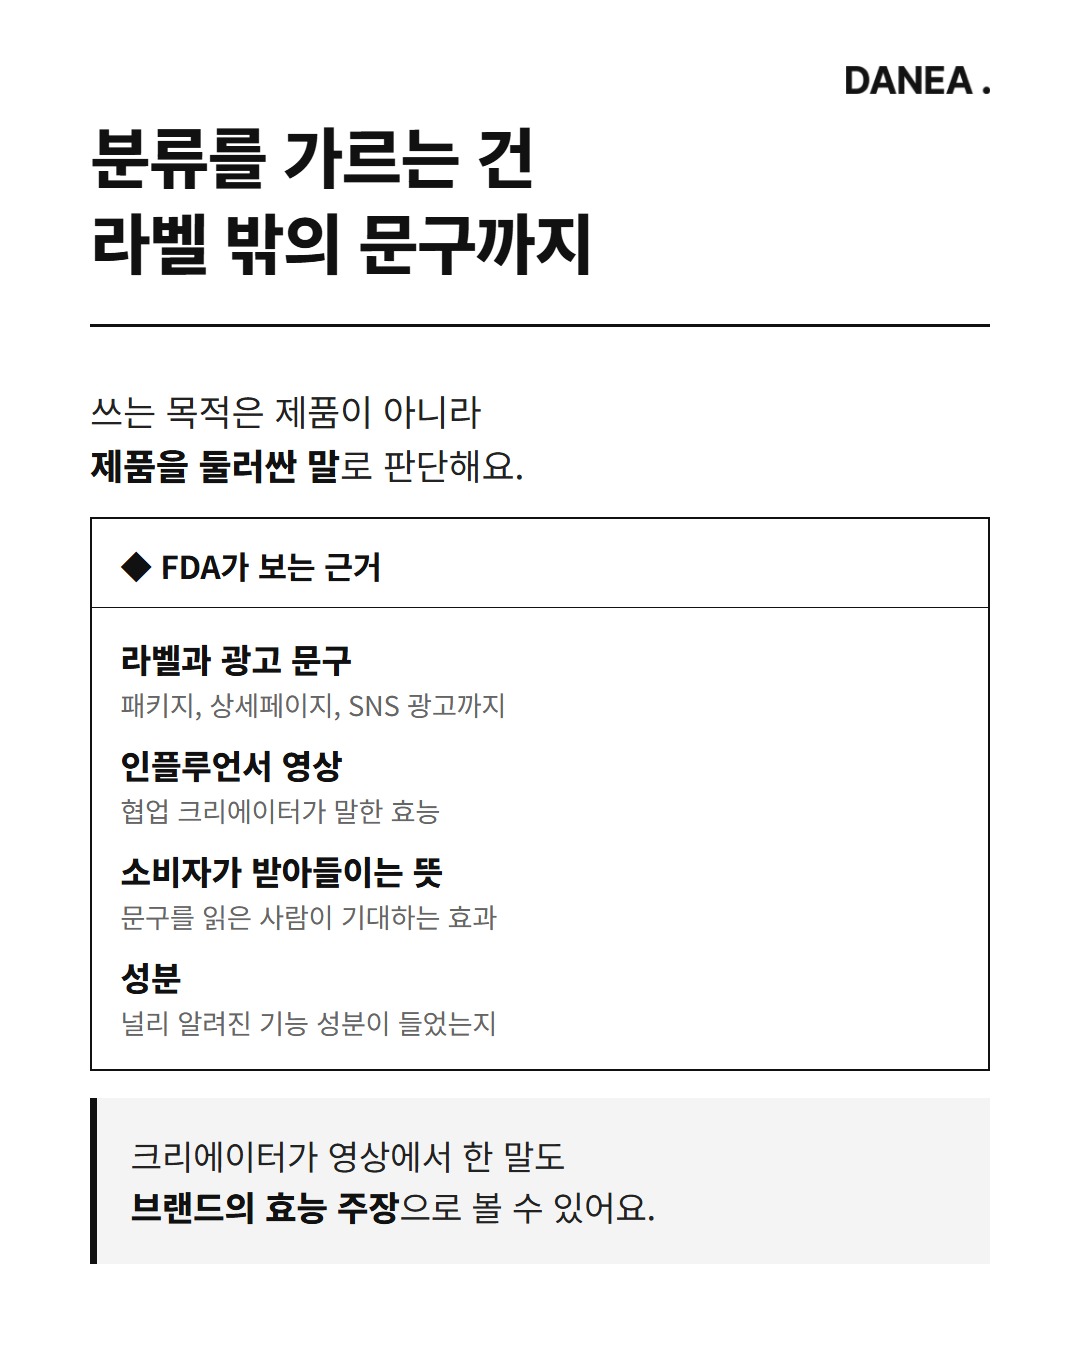 DANEA .
분류를 가르는 건
라벨 밖의 문구까지
쓰는 목적은 제품이 아니라
제품을 둘러싼 말로 판단해요.
◆ FDA가 보는 근거
라벨과 광고 문구
패키지, 상세페이지, SNS 광고까지
인플루언서 영상
협업 크리에이터가 말한 효능
소비자가 받아들이는 뜻
문구를 읽은 사람이 기대하는 효과
성분
널리 알려진 기능 성분이 들었는지
크리에이터가 영상에서 한 말도
브랜드의 효능 주장으로 볼 수 있어요.